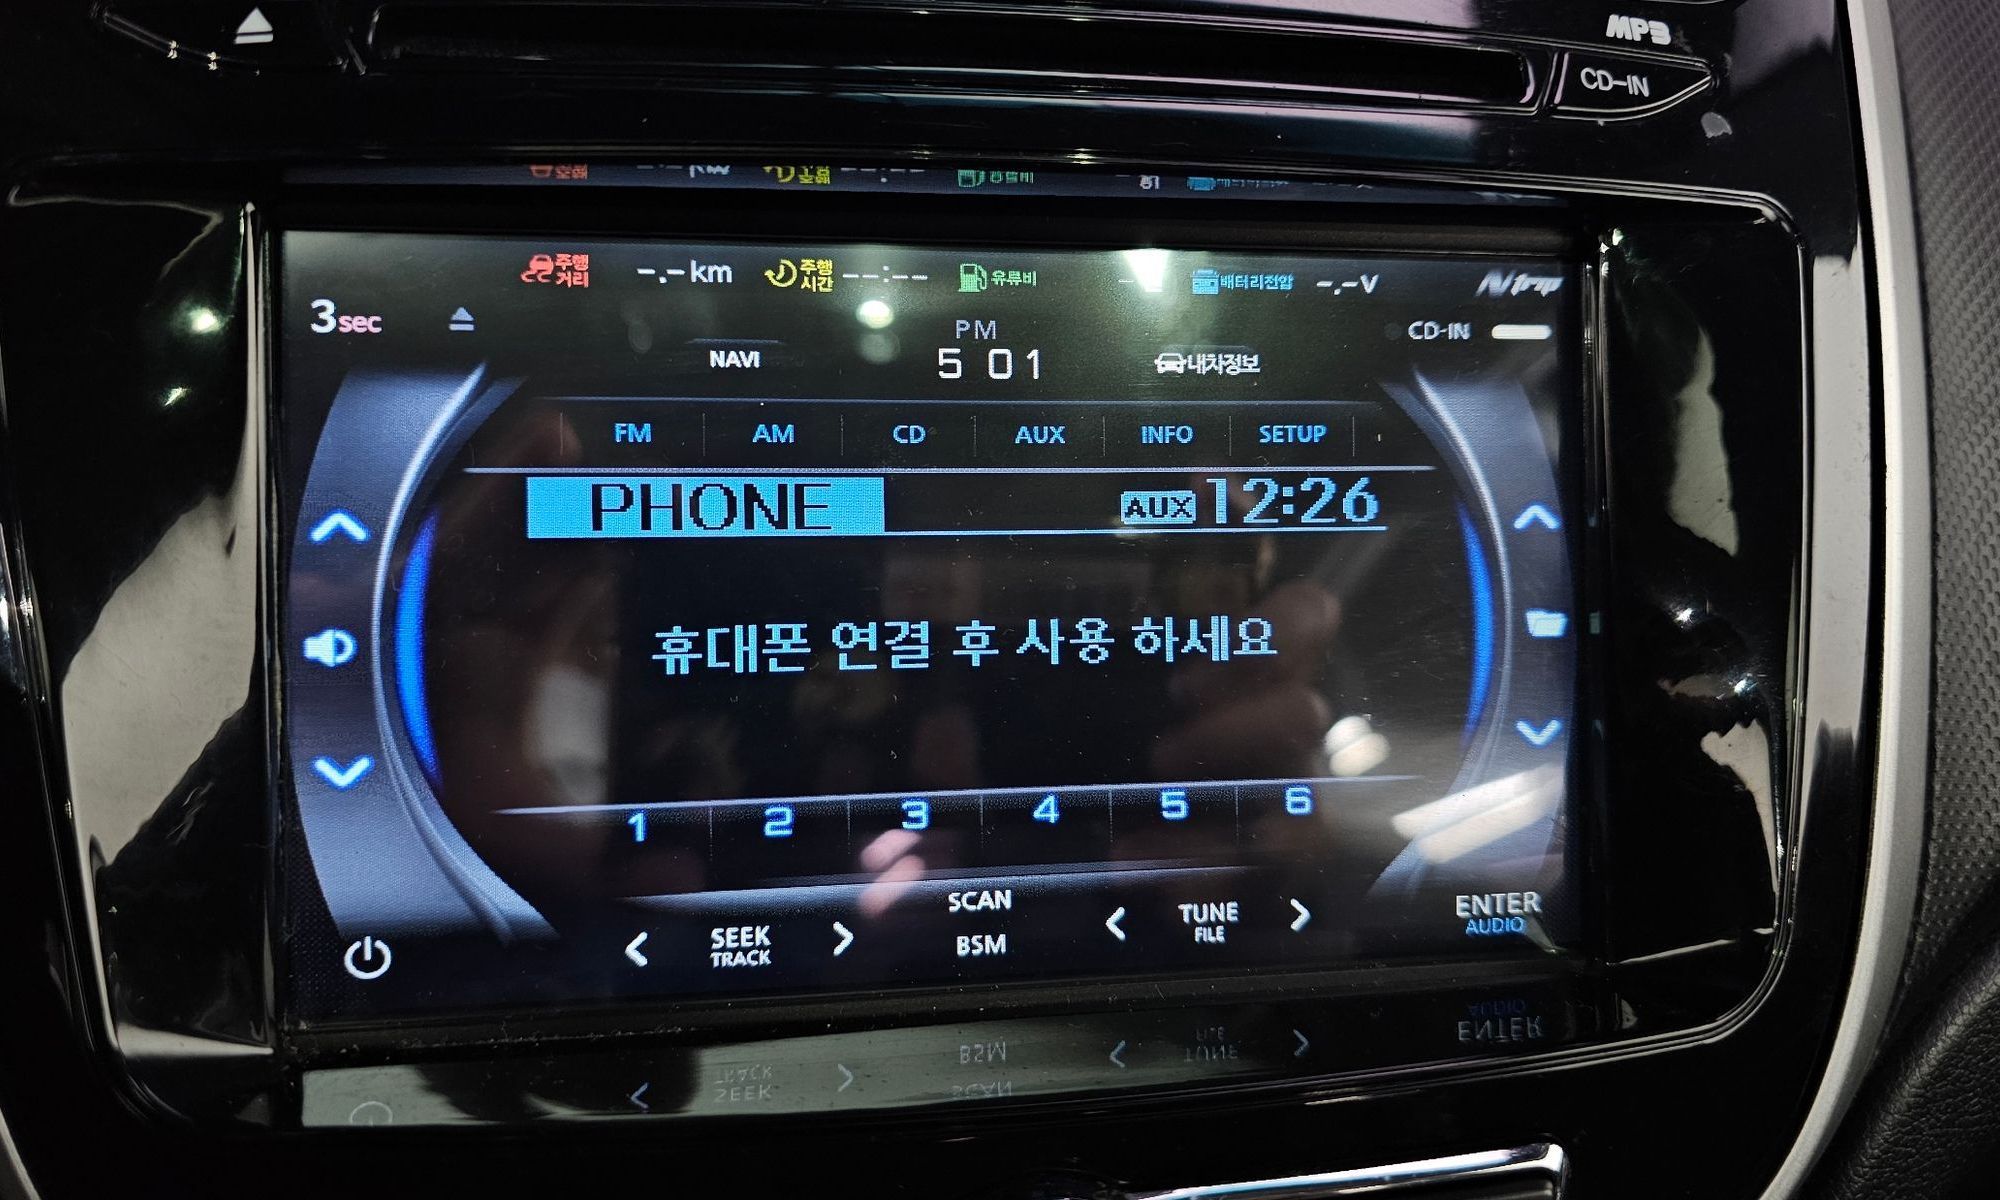 MP3
CD-IN
주행거리 -.-km 주행시간 --:-- 유류비 배터리전압 -.-V Ntrip
3sec PM CD-IN
NAVI 5 01 내차정보
FM AM CD AUX INFO SETUP
PHONE AUX 12:26
휴대폰 연결 후 사용 하세요
1 2 3 4 5 6
SEEK TRACK SCAN BSM TUNE FILE ENTER AUDIO